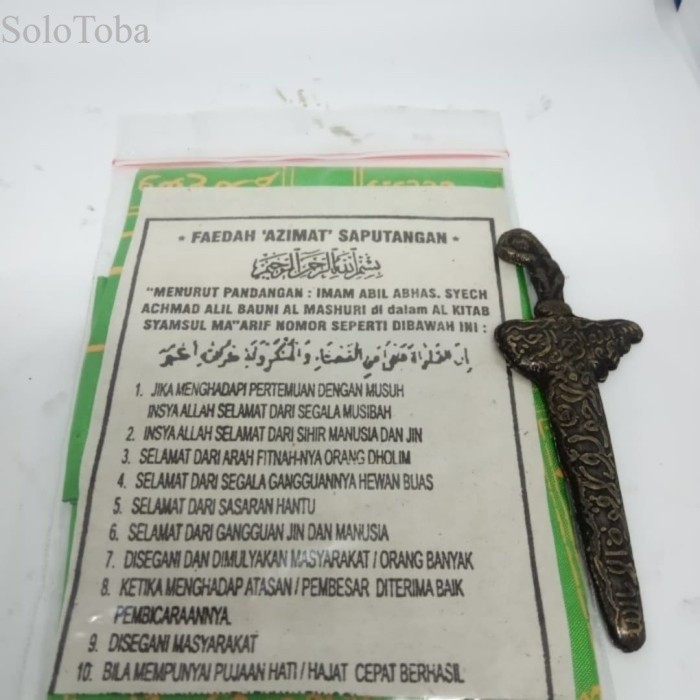 SoloToba
* FAEDAH 'AZIMAT' SAPUTANGAN *
بسم الله الرحمن الرحيم
"MENURUT PANDANGAN : IMAM ABIL ABHAS. SYECH
ACHMAD ALIL BAUNI AL MASHURI di dalam AL KITAB
SYAMSUL MA"ARIF NOMOR SEPERTI DIBAWAH INI :
1. JIKA MENGHADAPI PERTEMUAN DENGAN MUSUH
INSYA ALLAH SELAMAT DARI SEGALA MUSIBAH
2. INSYA ALLAH SELAMAT DARI SIHIR MANUSIA DAN JIN
3. SELAMAT DARI ARAH FITNAH-NYA ORANG DHOLIM
4. SELAMAT DARI SEGALA GANGGUANNYA HEWAN BUAS
5. SELAMAT DARI SASARAN HANTU
6. SELAMAT DARI GANGGUAN JIN DAN MANUSIA
7. DISEGANI DAN DIMULYAKAN MASYARAKAT / ORANG BANYAK
8. KETIKA MENGHADAP ATASAN / PEMBESAR DITERIMA BAIK
PEMBICARAANNYA.
9. DISEGANI MASYARAKAT
10. BILA MEMPUNYAI PUJAAN HATI / HAJAT CEPAT BERHASIL